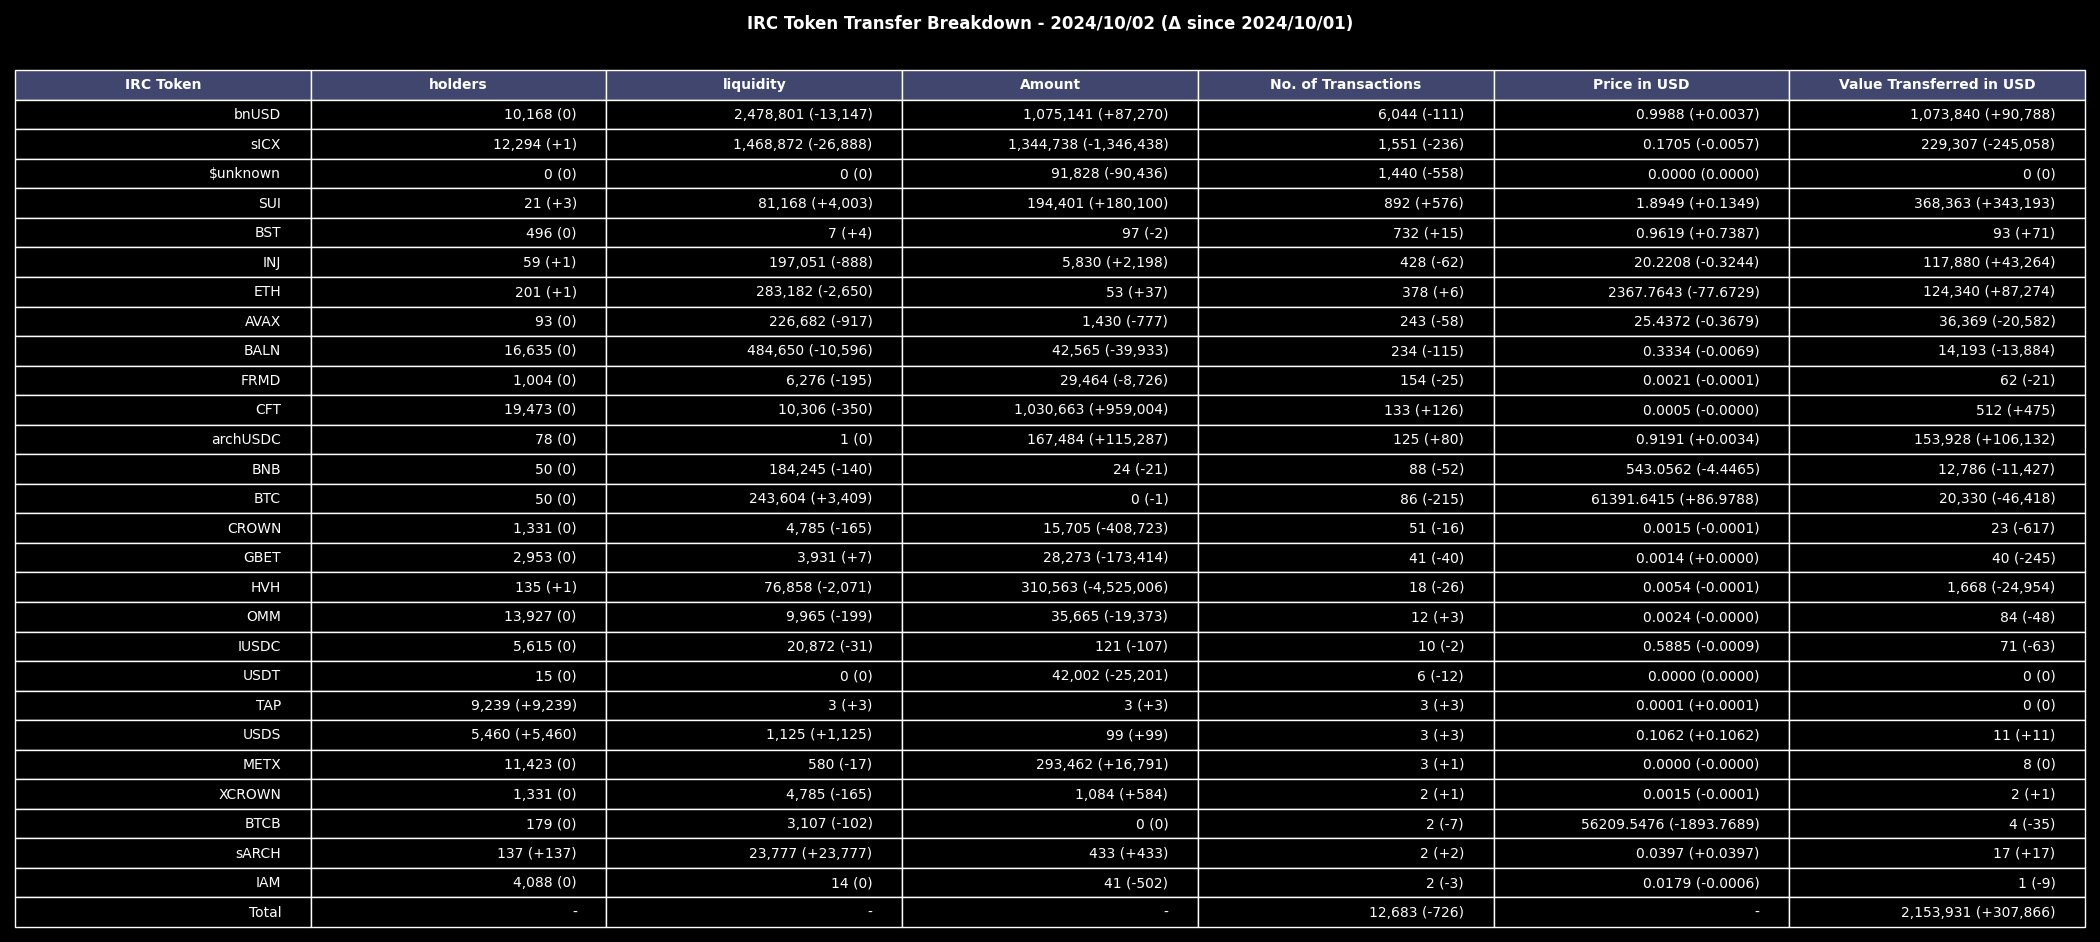 IRC Token Transfer Breakdown - 2024/10/02 (Δ since 2024/10/01)
IRC Token holders liquidity Amount No. of Transactions Price in USD Value Transferred in USD
bnUSD 10,168 (0) 2,478,801 (-13,147) 1,075,141 (+87,270) 6,044 (-111) 0.9988 (+0.0037) 1,073,840 (+90,788)
sICX 12,294 (+1) 1,468,872 (-26,888) 1,344,738 (-1,346,438) 1,551 (-236) 0.1705 (-0.0057) 229,307 (-245,058)
$unknown 0 (0) 0 (0) 91,828 (-90,436) 1,440 (-558) 0.0000 (0.0000) 0 (0)
SUI 21 (+3) 81,168 (+4,003) 194,401 (+180,100) 892 (+576) 1.8949 (+0.1349) 368,363 (+343,193)
BST 496 (0) 7 (+4) 97 (-2) 732 (+15) 0.9619 (+0.7387) 93 (+71)
INJ 59 (+1) 197,051 (-888) 5,830 (+2,198) 428 (-62) 20.2208 (-0.3244) 117,880 (+43,264)
ETH 201 (+1) 283,182 (-2,650) 53 (+37) 378 (+6) 2367.7643 (-77.6729) 124,340 (+87,274)
AVAX 93 (0) 226,682 (-917) 1,430 (-777) 243 (-58) 25.4372 (-0.3679) 36,369 (-20,582)
BALN 16,635 (0) 484,650 (-10,596) 42,565 (-39,933) 234 (-115) 0.3334 (-0.0069) 14,193 (-13,884)
FRMD 1,004 (0) 6,276 (-195) 29,464 (-8,726) 154 (-25) 0.0021 (-0.0001) 62 (-21)
CFT 19,473 (0) 10,306 (-350) 1,030,663 (+959,004) 133 (+126) 0.0005 (-0.0000) 512 (+475)
archUSDC 78 (0) 1 (0) 167,484 (+115,287) 125 (+80) 0.9191 (+0.0034) 153,928 (+106,132)
BNB 50 (0) 184,245 (-140) 24 (-21) 88 (-52) 543.0562 (-4.4465) 12,786 (-11,427)
BTC 50 (0) 243,604 (+3,409) 0 (-1) 86 (-215) 61391.6415 (+86.9788) 20,330 (-46,418)
CROWN 1,331 (0) 4,785 (-165) 15,705 (-408,723) 51 (-16) 0.0015 (-0.0001) 23 (-617)
GBET 2,953 (0) 3,931 (+7) 28,273 (-173,414) 41 (-40) 0.0014 (+0.0000) 40 (-245)
HVH 135 (+1) 76,858 (-2,071) 310,563 (-4,525,006) 18 (-26) 0.0054 (-0.0001) 1,668 (-24,954)
OMM 13,927 (0) 9,965 (-199) 35,665 (-19,373) 12 (+3) 0.0024 (-0.0000) 84 (-48)
IUSDC 5,615 (0) 20,872 (-31) 121 (-107) 10 (-2) 0.5885 (-0.0009) 71 (-63)
USDT 15 (0) 0 (0) 42,002 (-25,201) 6 (-12) 0.0000 (0.0000) 0 (0)
TAP 9,239 (+9,239) 3 (+3) 3 (+3) 3 (+3) 0.0001 (+0.0001) 0 (0)
USDS 5,460 (+5,460) 1,125 (+1,125) 99 (+99) 3 (+3) 0.1062 (+0.1062) 11 (+11)
METX 11,423 (0) 580 (-17) 293,462 (+16,791) 3 (+1) 0.0000 (-0.0000) 8 (0)
XCROWN 1,331 (0) 4,785 (-165) 1,084 (+584) 2 (+1) 0.0015 (-0.0001) 2 (+1)
BTCB 179 (0) 3,107 (-102) 0 (0) 2 (-7) 56209.5476 (-1893.7689) 4 (-35)
sARCH 137 (+137) 23,777 (+23,777) 433 (+433) 2 (+2) 0.0397 (+0.0397) 17 (+17)
IAM 4,088 (0) 14 (0) 41 (-502) 2 (-3) 0.0179 (-0.0006) 1 (-9)
Total - - - 12,683 (-726) - 2,153,931 (+307,866)